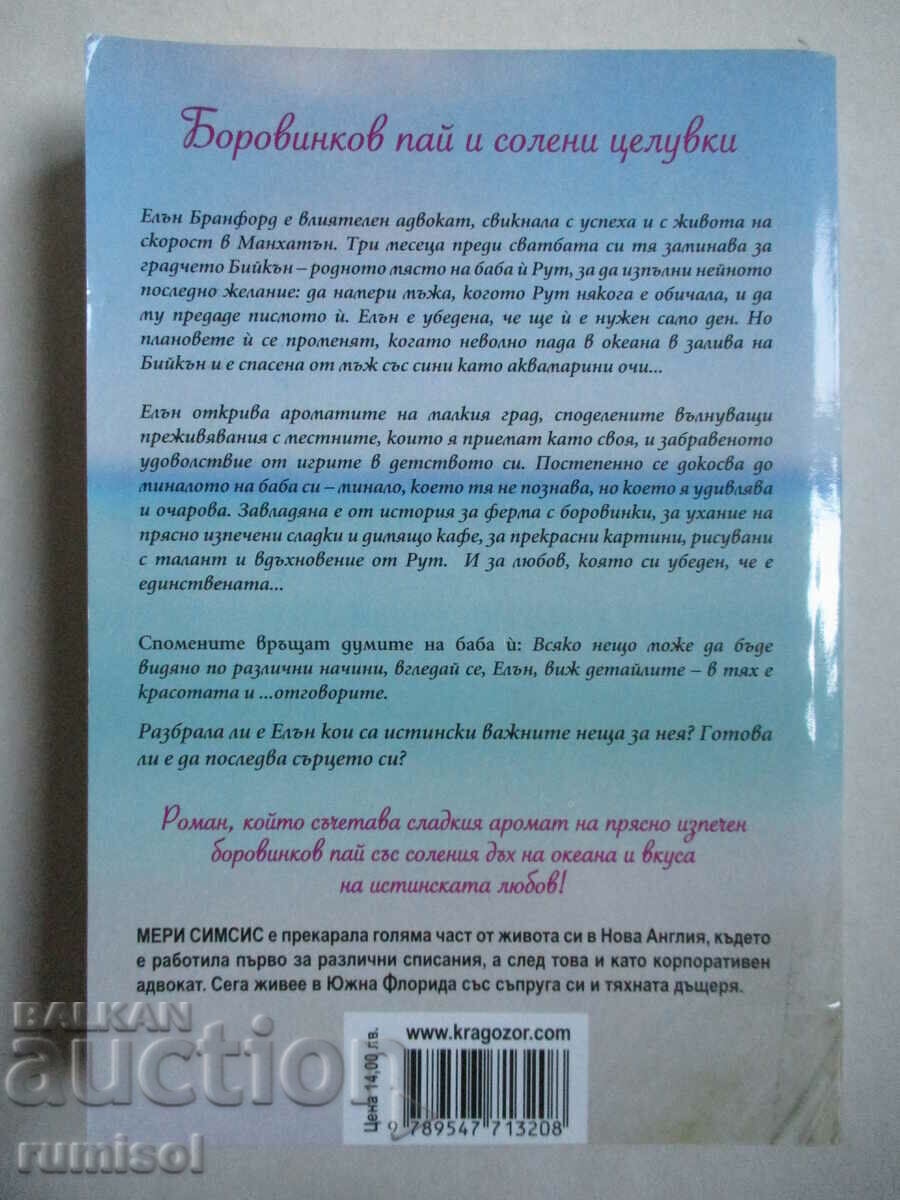 Боровинков пай и солени целувки
Елън Бранфорд е влиятелен адвокат, свикнала с успеха и с живота на
скорост в Манхатън. Три месеца преди сватбата си тя заминава за
градчето Бийкън – родното място на баба ѝ Рут, за да изпълни нейното
последно желание: да намери мъжа, когото Рут някога е обичала, и да
му предаде писмото ѝ. Елън е убедена, че ще ѝ е нужен само ден. Но
плановете ѝ се променят, когато неволно пада в океана в залива на
Бийкън и е спасена от мъж със сини като аквамарини очи...
Елън открива ароматите на малкия град, споделените вълнуващи
преживявания с местните, които я приемат като своя, и забравеното
удоволствие от игрите в детството си. Постепенно се докосва до
миналото на баба си – минало, което тя не познава, но което я удивлява
и очарова. Завладяна е от история за ферма с боровинки, за ухание на
прясно изпечени сладки и димящо кафе, за прекрасни картини, рисувани
с талант и вдъхновение от Рут. И за любов, която си убеден, че е
единствената...
Спомените връщат думите на баба ѝ: Всяко нещо може да бъде
видяно по различни начини, вгледай се, Елън, виж детайлите – в тях е
красотата и ...отговорите.
Разбрала ли е Елън кои са истински важните неща за нея? Готова
ли е да последва сърцето си?
Роман, който съчетава сладкия аромат на прясно изпечен
боровинков пай със соления дъх на океана и вкуса
на истинската любов!
МЕРИ СИМСИС е прекарала голяма част от живота си в Нова Англия, където
е работила първо за различни списания, а след това и като корпоративен
адвокат. Сега живее в Южна Флорида със съпруга си и тяхната дъщеря.
www.kragozor.com
Цена 14,00 лв.
9 789547 713208
BALKAN
auction
rumisol